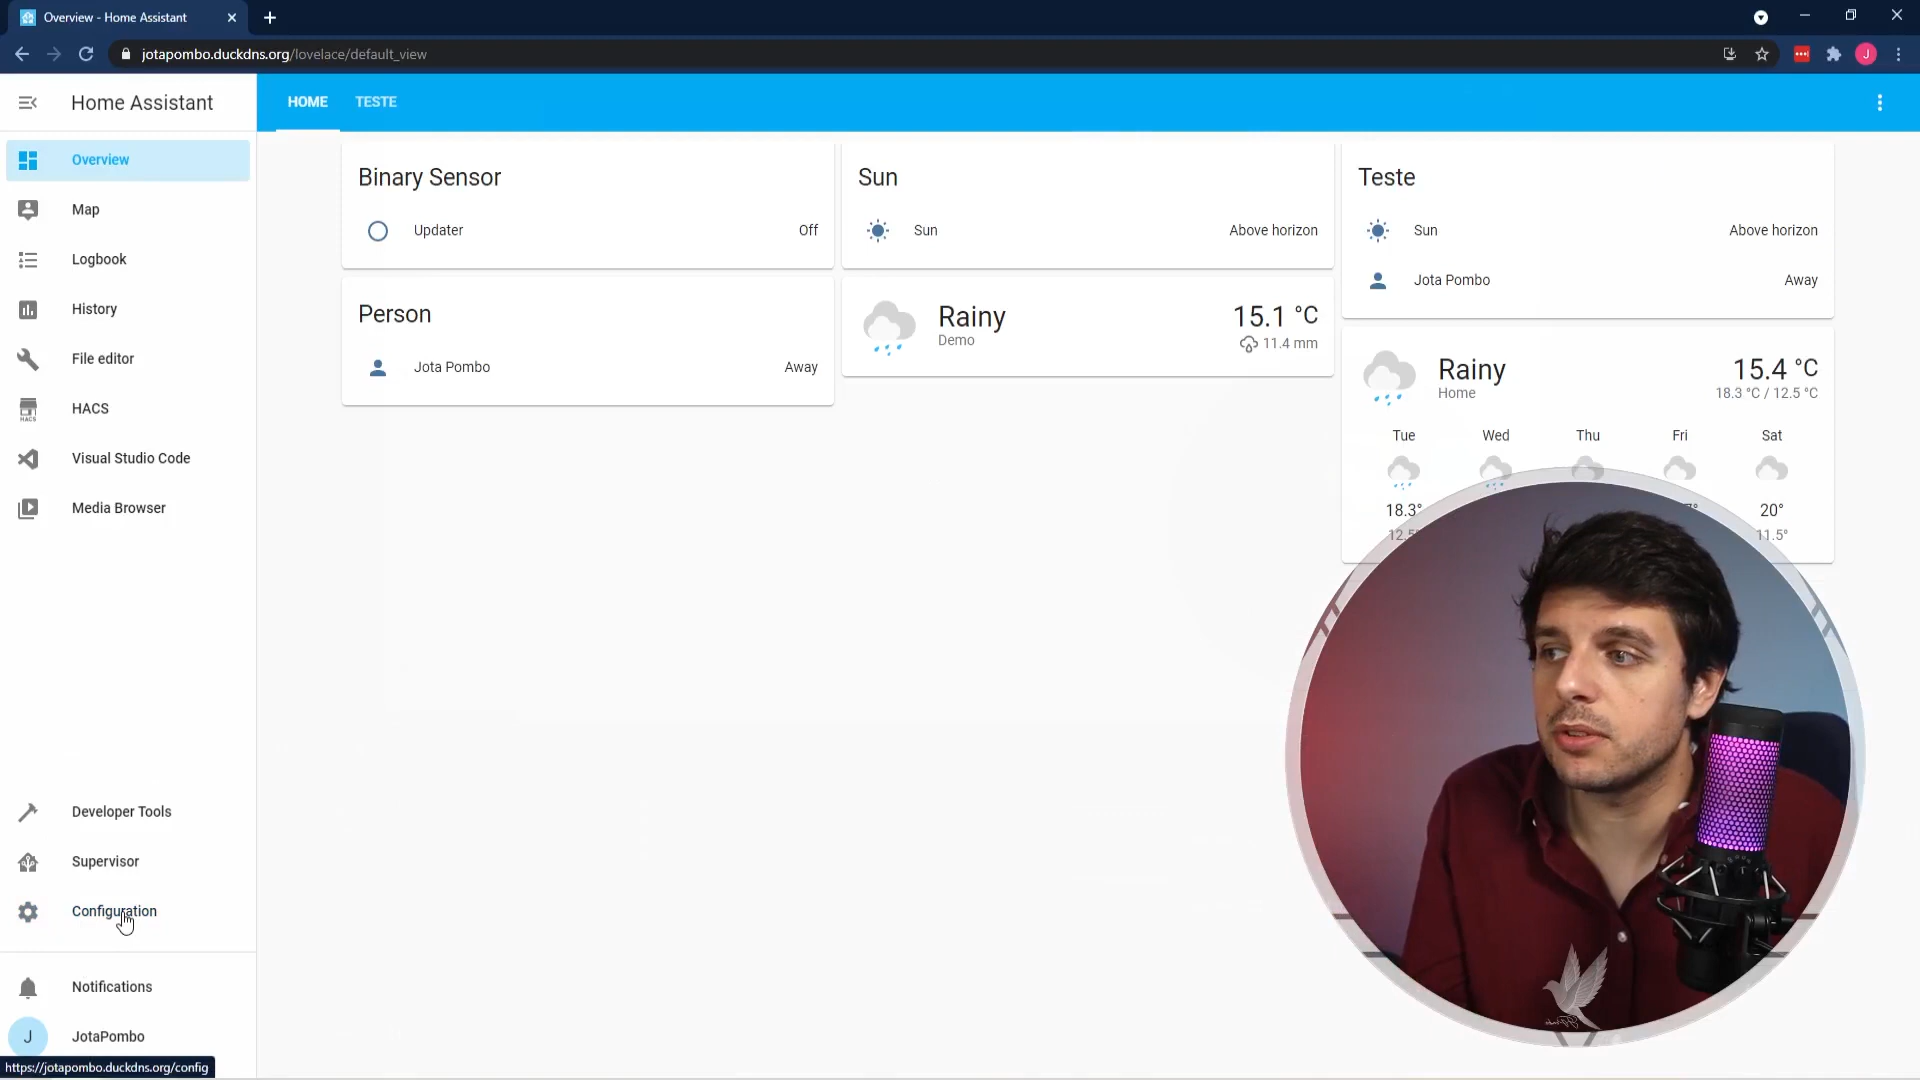 Overview - Home Assistant
jotapombo.duckdns.org/lovelace/default_view
J
Home Assistant
HOME
TESTE
Overview
Map
Logbook
History
File editor
HACS
HACS
Visual Studio Code
Media Browser
Developer Tools
Supervisor
Configuration
Notifications
J
JotaPombo
https://jotapombo.duckdns.org/config
Binary Sensor
Updater
Off
Person
Jota Pombo
Away
Sun
Sun
Above horizon
Rainy
15.1 °C
Demo
11.4 mm
Teste
Sun
Above horizon
Jota Pombo
Away
Rainy
15.4 °C
Home
18.3 °C / 12.5 °C
Tue
Wed
Thu
Fri
Sat
18.3°
20°
11.5°